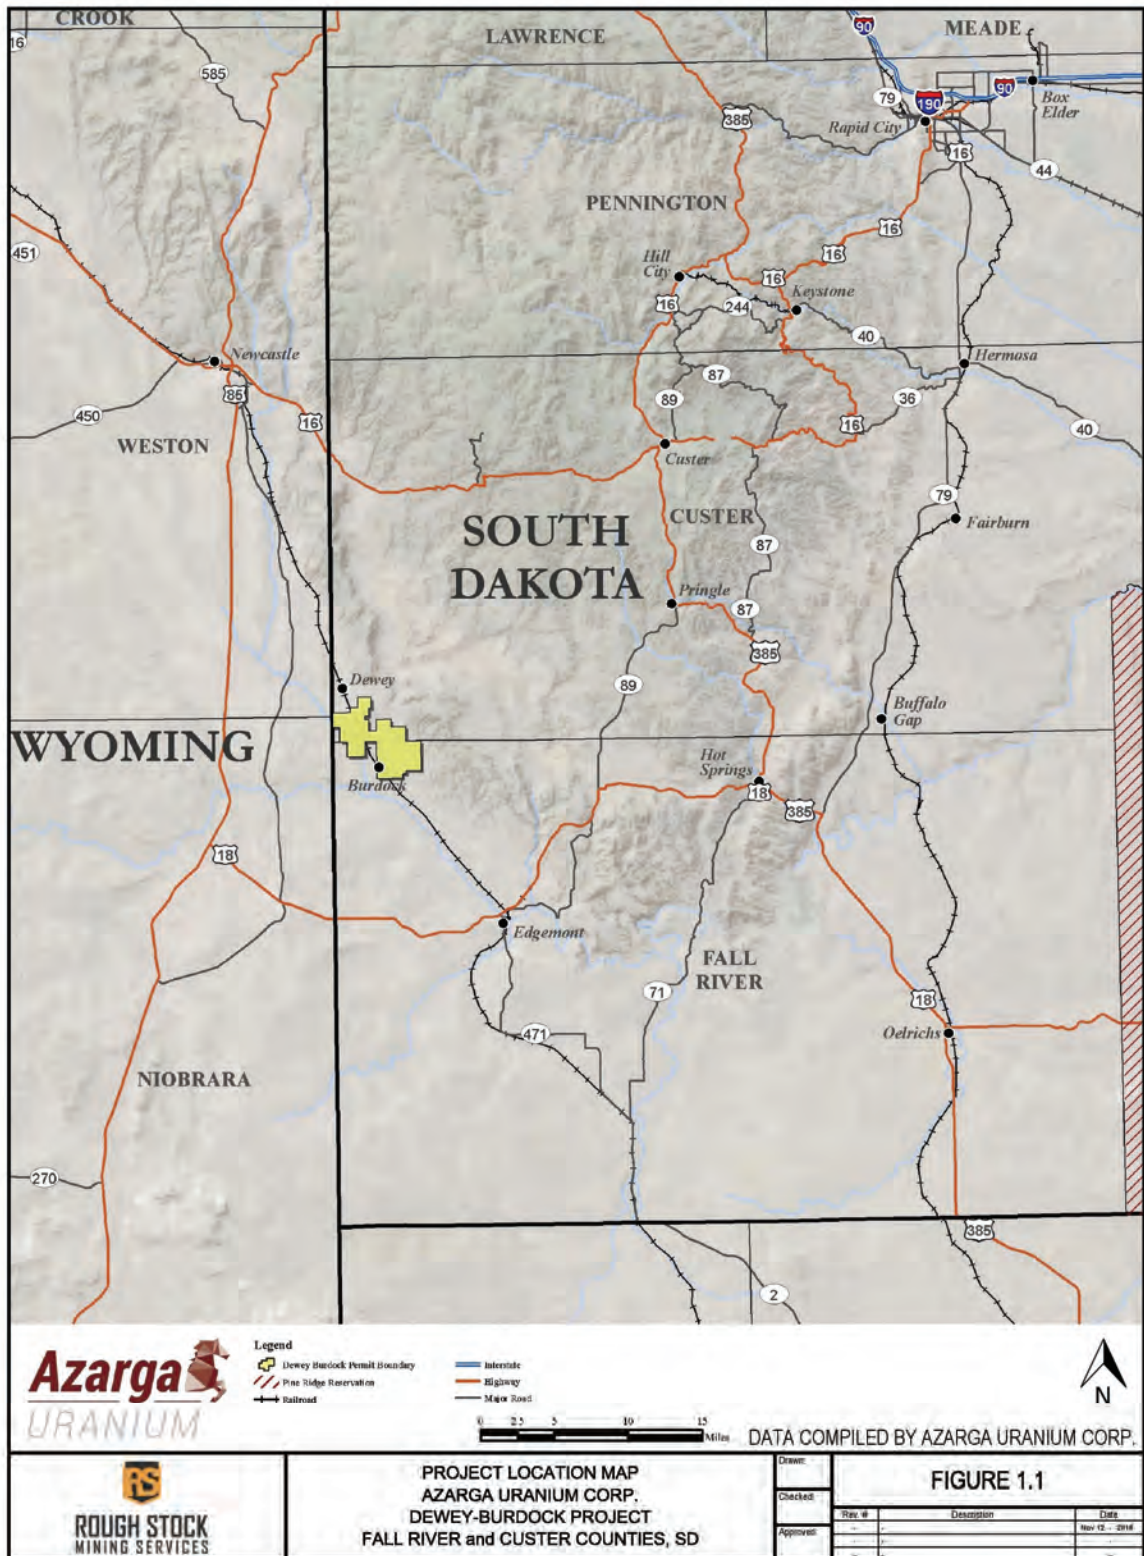 CROOK
LAWRENCE
MEADE
90
16
585
79
190
90
Box
Elder
385
Rapid City
16
44
PENNINGTON
16
451
Hill
City
16
16
Keystone
16
244
40
Newcastle
Hermosa
87
85
89
36
450
16
16
40
WESTON
Custer
79
SOUTH
DAKOTA
CUSTER
Fairburn
87
Pringle
87
385
Dewey
89
Buffalo
Gap
WYOMING
Hot
Springs
Burdock
18
385
18
Edgemont
FALL
RIVER
71
18
471
Oelrichs
NIOBRARA
270
385
2
Azarga
URANIUM
Legend
Dewey Burdock Permit Boundary
Pine Ridge Reservation
Railroad
Interstate
Highway
Major Road
0 2.5 5 10 15
Miles
N
DATA COMPILED BY AZARGA URANIUM CORP.
RS
ROUGH STOCK
MINING SERVICES
PROJECT LOCATION MAP
AZARGA URANIUM CORP.
DEWEY-BURDOCK PROJECT
FALL RIVER and CUSTER COUNTIES, SD
Drawn:
Checked:
Approved:
FIGURE 1.1
Rev. # Description Date
Nov 12 -